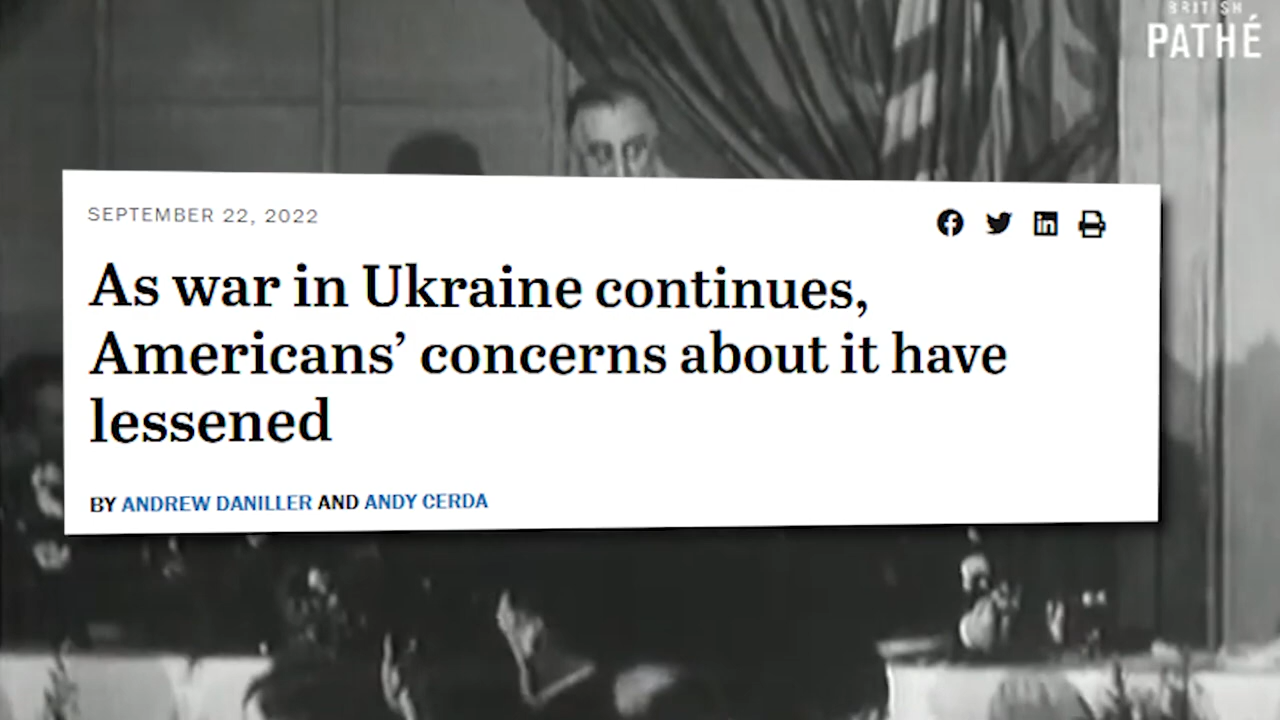 BRITISH
PATHÉ
SEPTEMBER 22, 2022
As war in Ukraine continues,
Americans’ concerns about it have
lessened
BY ANDREW DANILLER AND ANDY CERDA